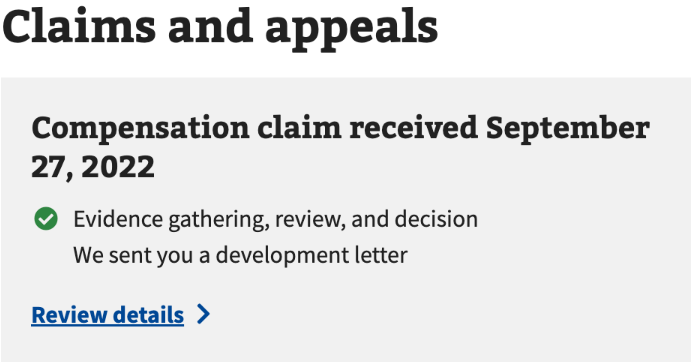 Claims and appeals
Compensation claim received September
27, 2022
Evidence gathering, review, and decision
We sent you a development letter
Review details